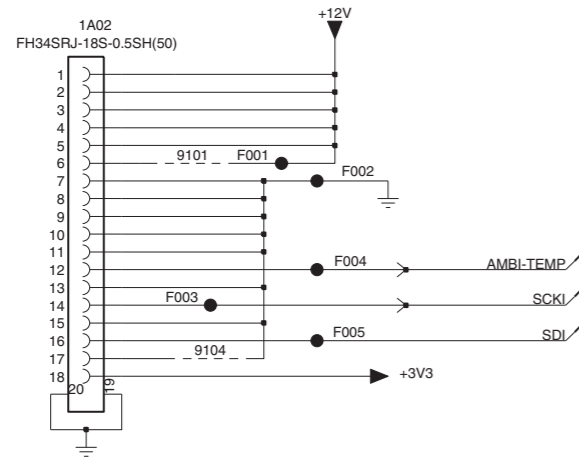 +12V
1A02
FH34SRJ-18S-0.5SH(50)
1
2
3
4
5
6 9101 F001
7 F002
8
9
10
11
12 F004 AMBI-TEMP
13
14 F003 SCKI
15
16 F005 SDI
17 9104
18 +3V3
20 19